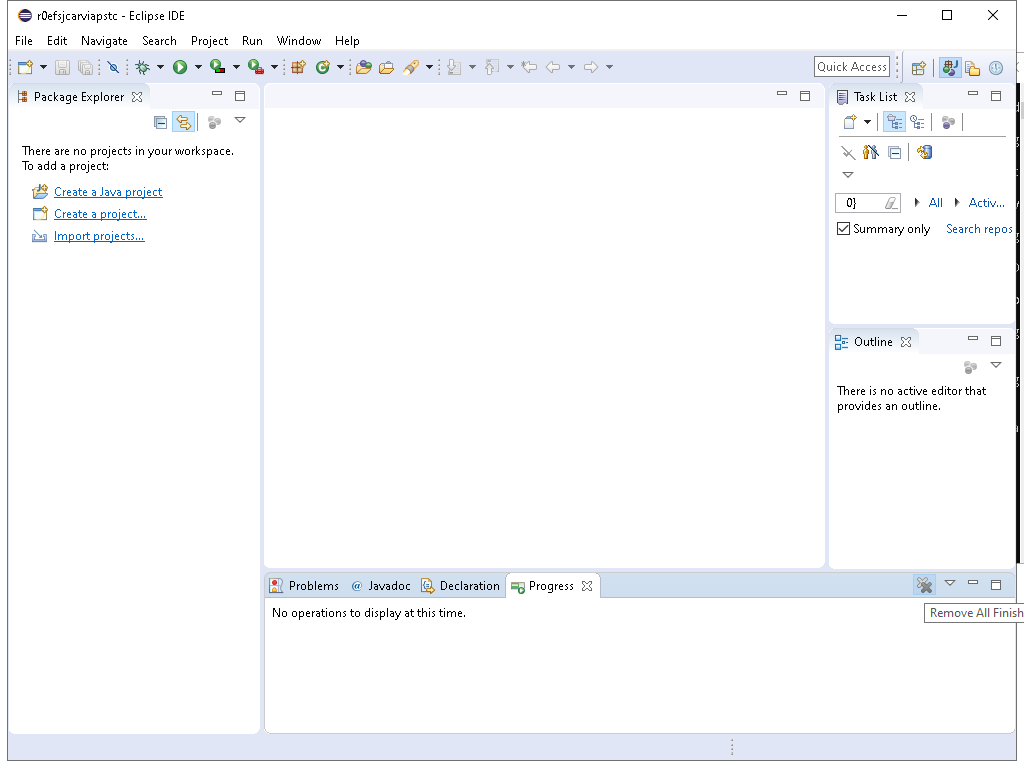 r0efsjcarviapstc - Eclipse IDE
File Edit Navigate Search Project Run Window Help
Quick Access
Package Explorer
There are no projects in your workspace.
To add a project:
Create a Java project
Create a project...
Import projects...
Task List
0}
All
Activ...
Summary only
Search repos
Outline
There is no active editor that
provides an outline.
Problems
@ Javadoc
Declaration
Progress
No operations to display at this time.
Remove All Finish